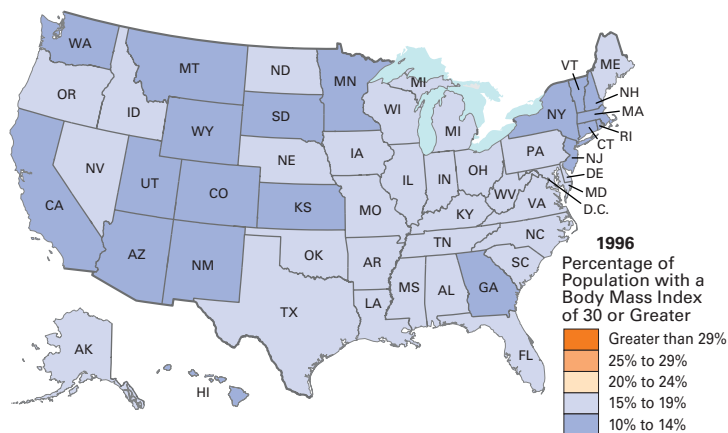 WA
MT
ND
MN
VT
ME
MI
OR
ID
SD
WI
NH
MA
WY
MI
NY
RI
CT
NV
NE
IA
PA
NJ
UT
CO
IL
IN
OH
DE
CA
KS
MO
WV
VA
MD
D.C.
KY
AZ
NM
OK
AR
TN
NC
SC
TX
LA
MS
AL
GA
FL
AK
HI
1996
Percentage of
Population with a
Body Mass Index
of 30 or Greater
Greater than 29%
25% to 29%
20% to 24%
15% to 19%
10% to 14%